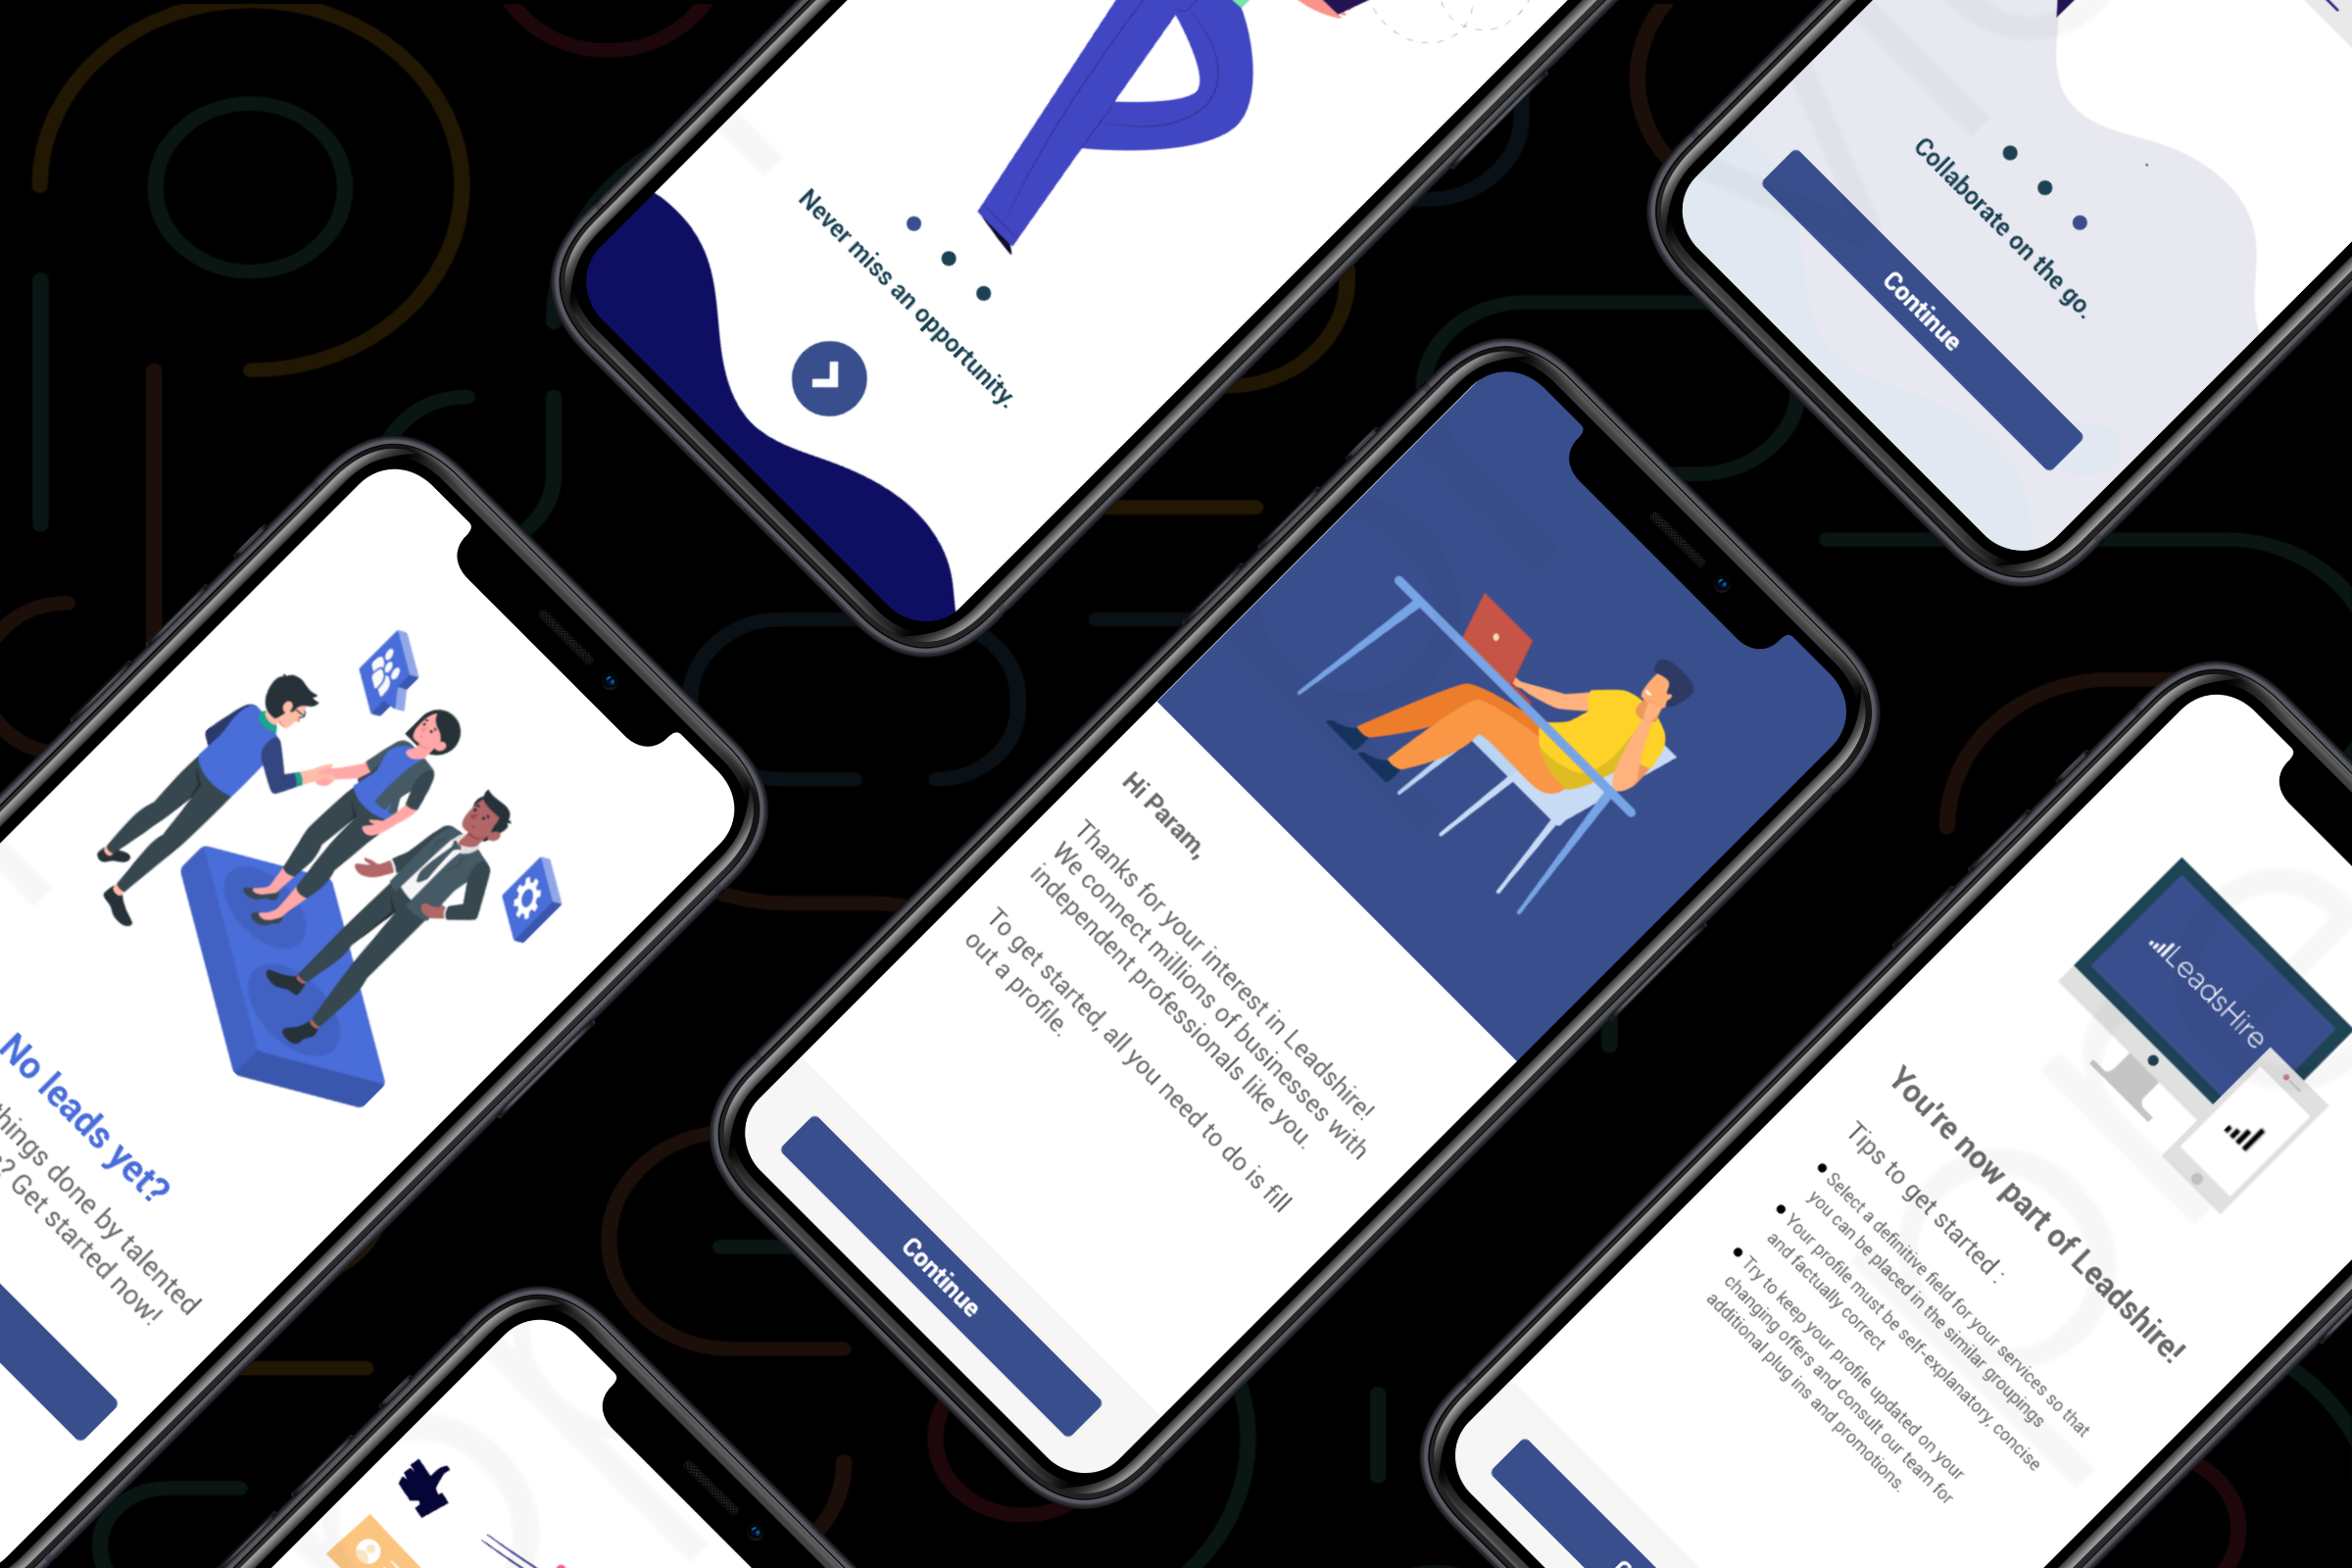 Never miss an opportunity.
Collaborate on the go.
Continue
No leads yet?
things done by talented
? Get started now!
Hi Param,
Thanks for your interest in Leadshire!
We connect millions of businesses with
independent professionals like you.
To get started, all you need to do is fill
out a profile.
Continue
LeadsHire
You're now part of Leadshire!
Tips to get started :
Select a definitive field for your services so that
you can be placed in the similar groupings
Your profile must be self-explanatory, concise
and factually correct
Try to keep your profile updated on your
changing offers and consult our team for
additional plug ins and promotions.